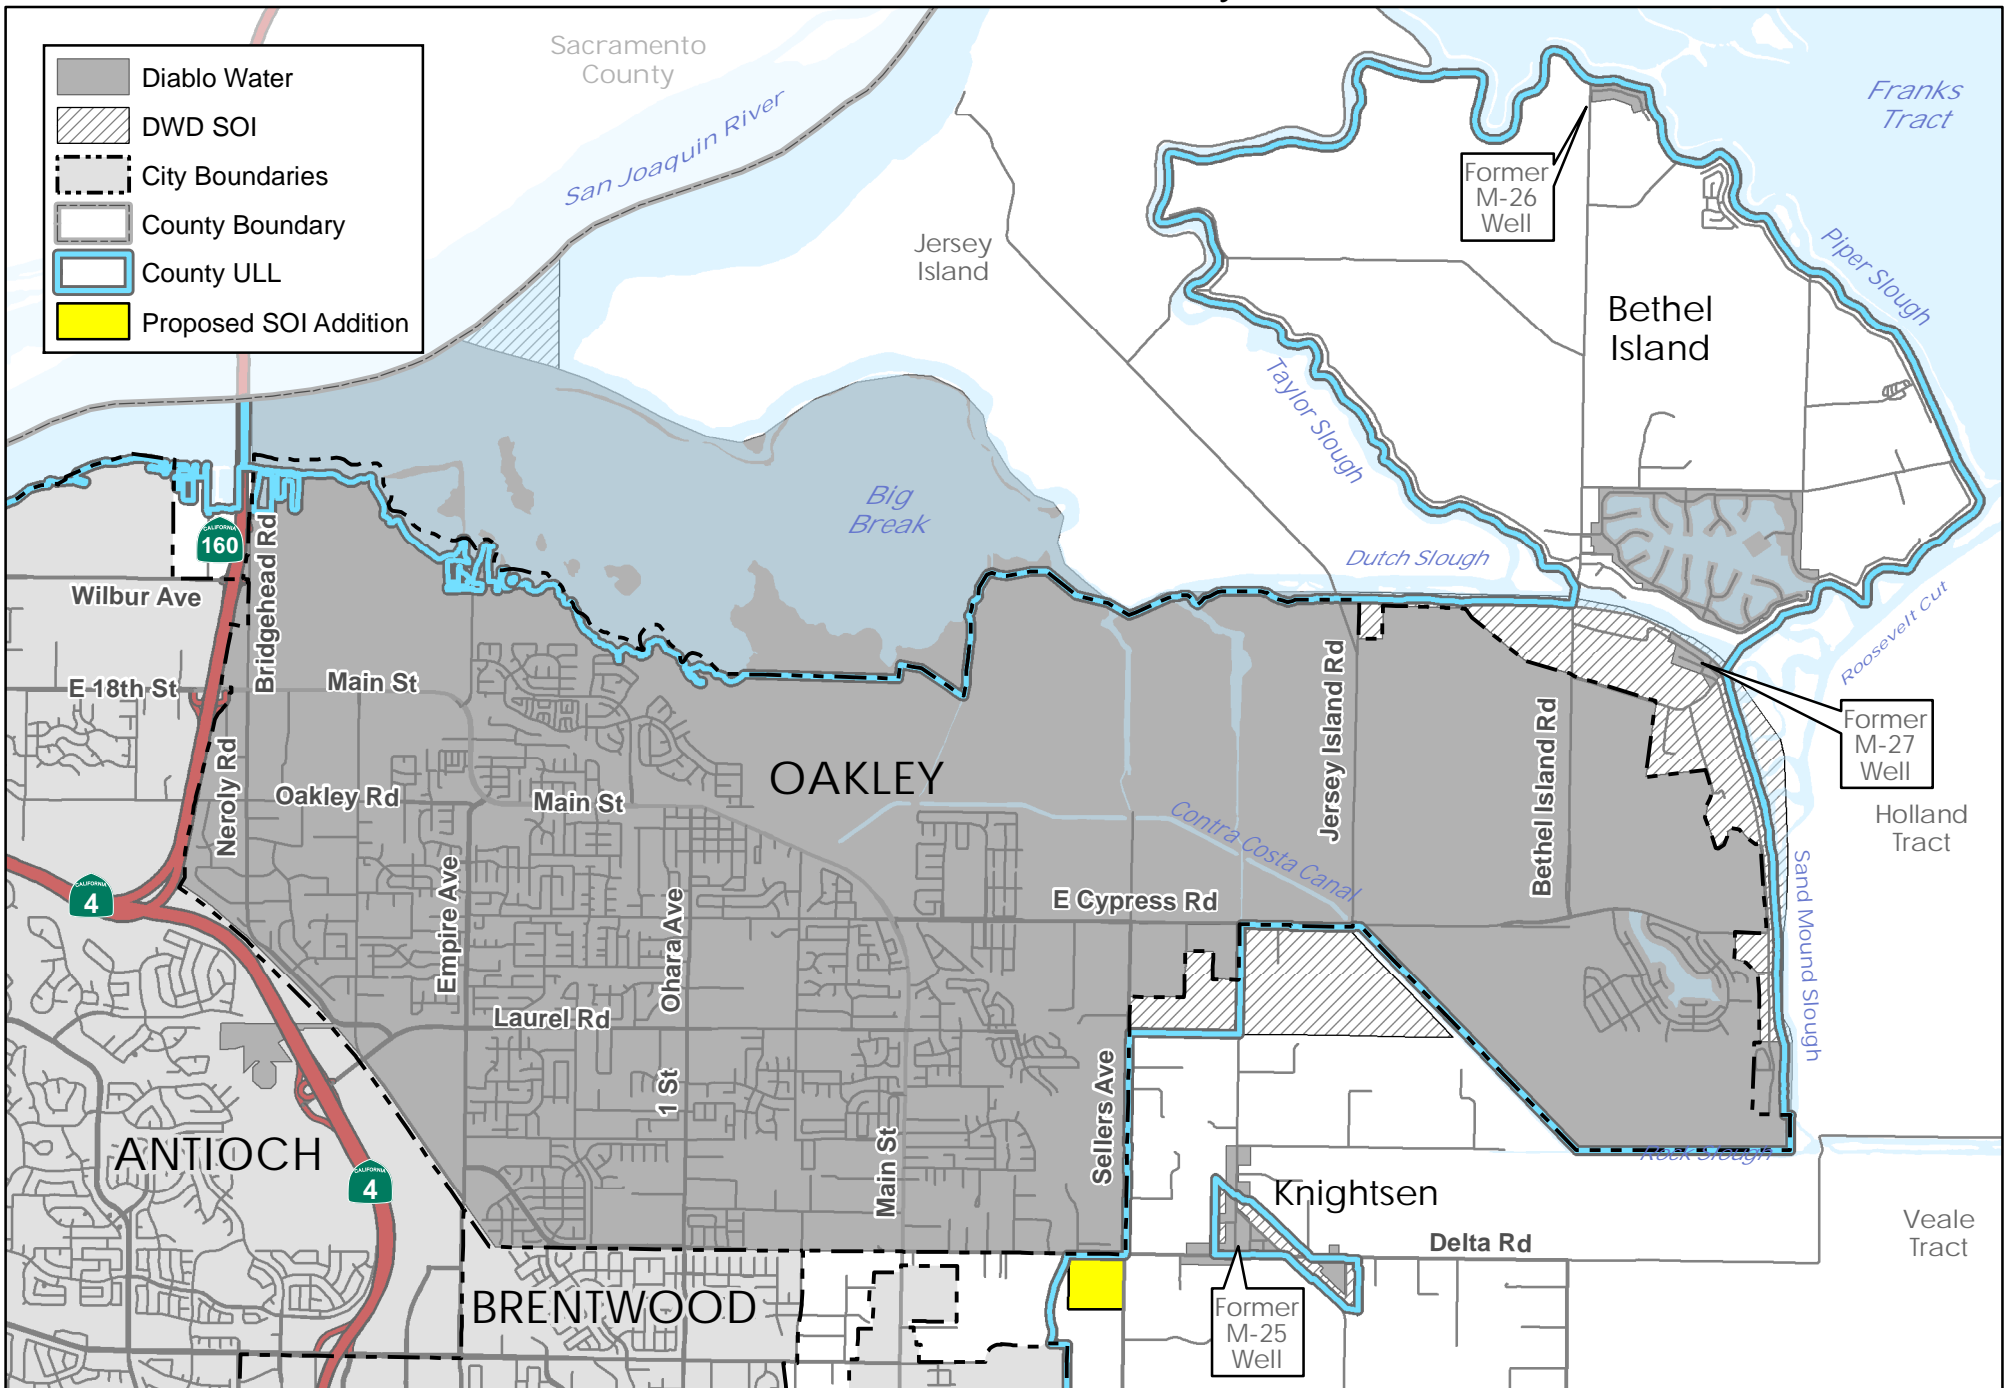 Diablo Water
DWD SOI
City Boundaries
County Boundary
County ULL
Proposed SOI Addition
Sacramento
County
San Joaquin River
Franks
Tract
Former
M-26
Well
Jersey
Island
Piper Slough
Bethel
Island
Taylor Slough
Big
Break
Dutch Slough
Roosevelt Cut
CALIFORNIA
160
Bridgehead Rd
Wilbur Ave
E 18th St
Main St
Neroly Rd
Oakley Rd
Main St
OAKLEY
Jersey Island Rd
Bethel Island Rd
Former
M-27
Well
Holland
Tract
Contra Costa Canal
Sand Mound Slough
CALIFORNIA
4
Empire Ave
Ohara Ave
E Cypress Rd
Laurel Rd
1 St
Main St
Sellers Ave
ANTIOCH
CALIFORNIA
4
Rock Slough
Knightsen
Delta Rd
Veale
Tract
BRENTWOOD
Former
M-25
Well